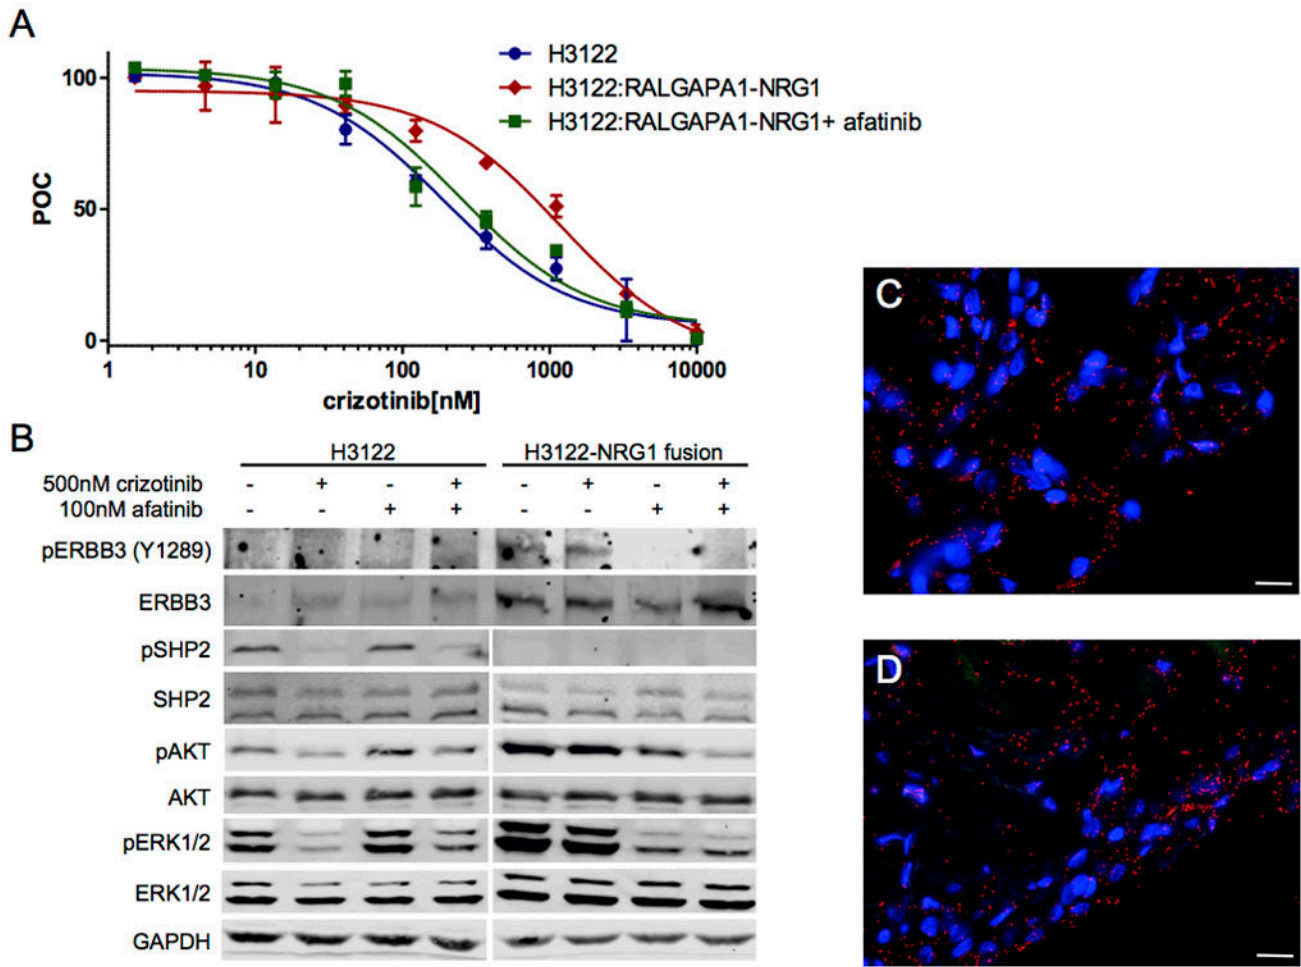 A
H3122
H3122:RALGAPA1-NRG1
H3122:RALGAPA1-NRG1+ afatinib
100
50
0
POC
1 10 100 1000 10000
crizotinib[nM]
B
H3122 H3122-NRG1 fusion
500nM crizotinib - + - + - + - +
100nM afatinib - - + + - - + +
pERBB3 (Y1289)
ERBB3
pSHP2
SHP2
pAKT
AKT
pERK1/2
ERK1/2
GAPDH
C
D